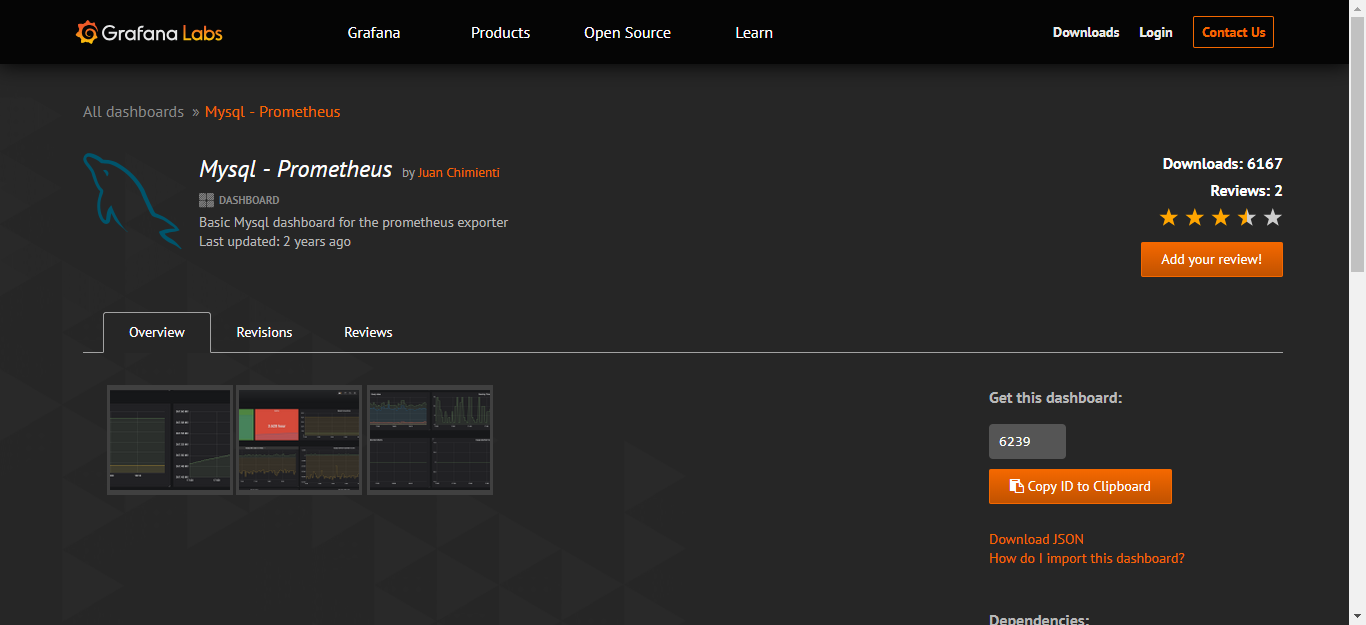 Grafana Labs
Grafana Products Open Source Learn
Downloads Login Contact Us
All dashboards » Mysql - Prometheus
Mysql - Prometheus by Juan Chimienti
DASHBOARD
Basic Mysql dashboard for the prometheus exporter
Last updated: 2 years ago
Downloads: 6167
Reviews: 2
Add your review!
Overview Revisions Reviews
Get this dashboard:
6239
Copy ID to Clipboard
Download JSON
How do I import this dashboard?
Dependencies: